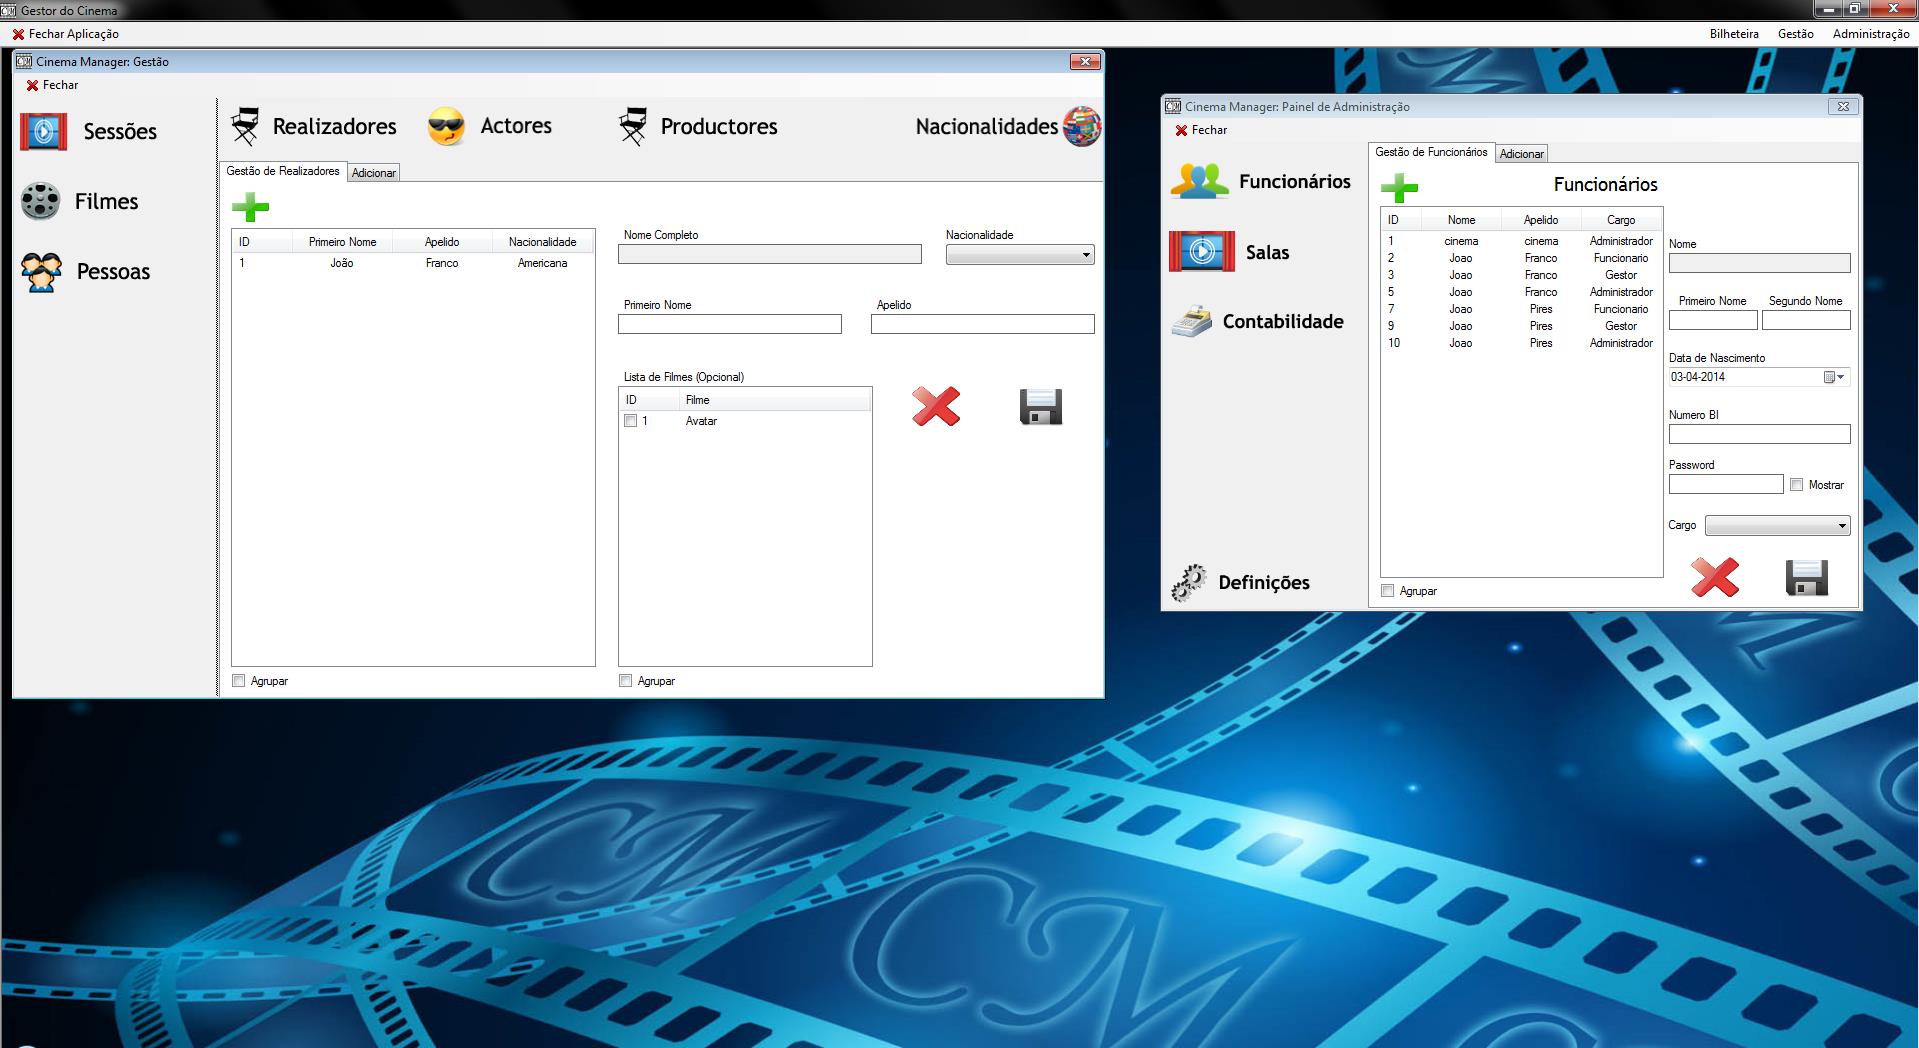 Gestor do Cinema
Fechar Aplicação
Bilheteira Gestão Administração
Cinema Manager: Gestão
Fechar
Sessões
Filmes
Pessoas
Realizadores Actores Productores Nacionalidades
Gestão de Realizadores Adicionar
ID Primeiro Nome Apelido Nacionalidade
1 João Franco Americana
Agrupar
Nome Completo Nacionalidade
Primeiro Nome Apelido
Lista de Filmes (Opcional)
ID Filme
1 Avatar
Agrupar
Cinema Manager: Painel de Administração
Fechar
Funcionários
Salas
Contabilidade
Definições
Gestão de Funcionários Adicionar
Funcionários
ID Nome Apelido Cargo
1 cinema cinema Administrador
2 Joao Franco Funcionario
3 Joao Franco Gestor
5 Joao Franco Administrador
7 Joao Pires Funcionario
9 Joao Pires Gestor
10 Joao Pires Administrador
Agrupar
Nome
Primeiro Nome Segundo Nome
Data de Nascimento
03-04-2014
Numero BI
Password
Mostrar
Cargo
CM
CM
CM